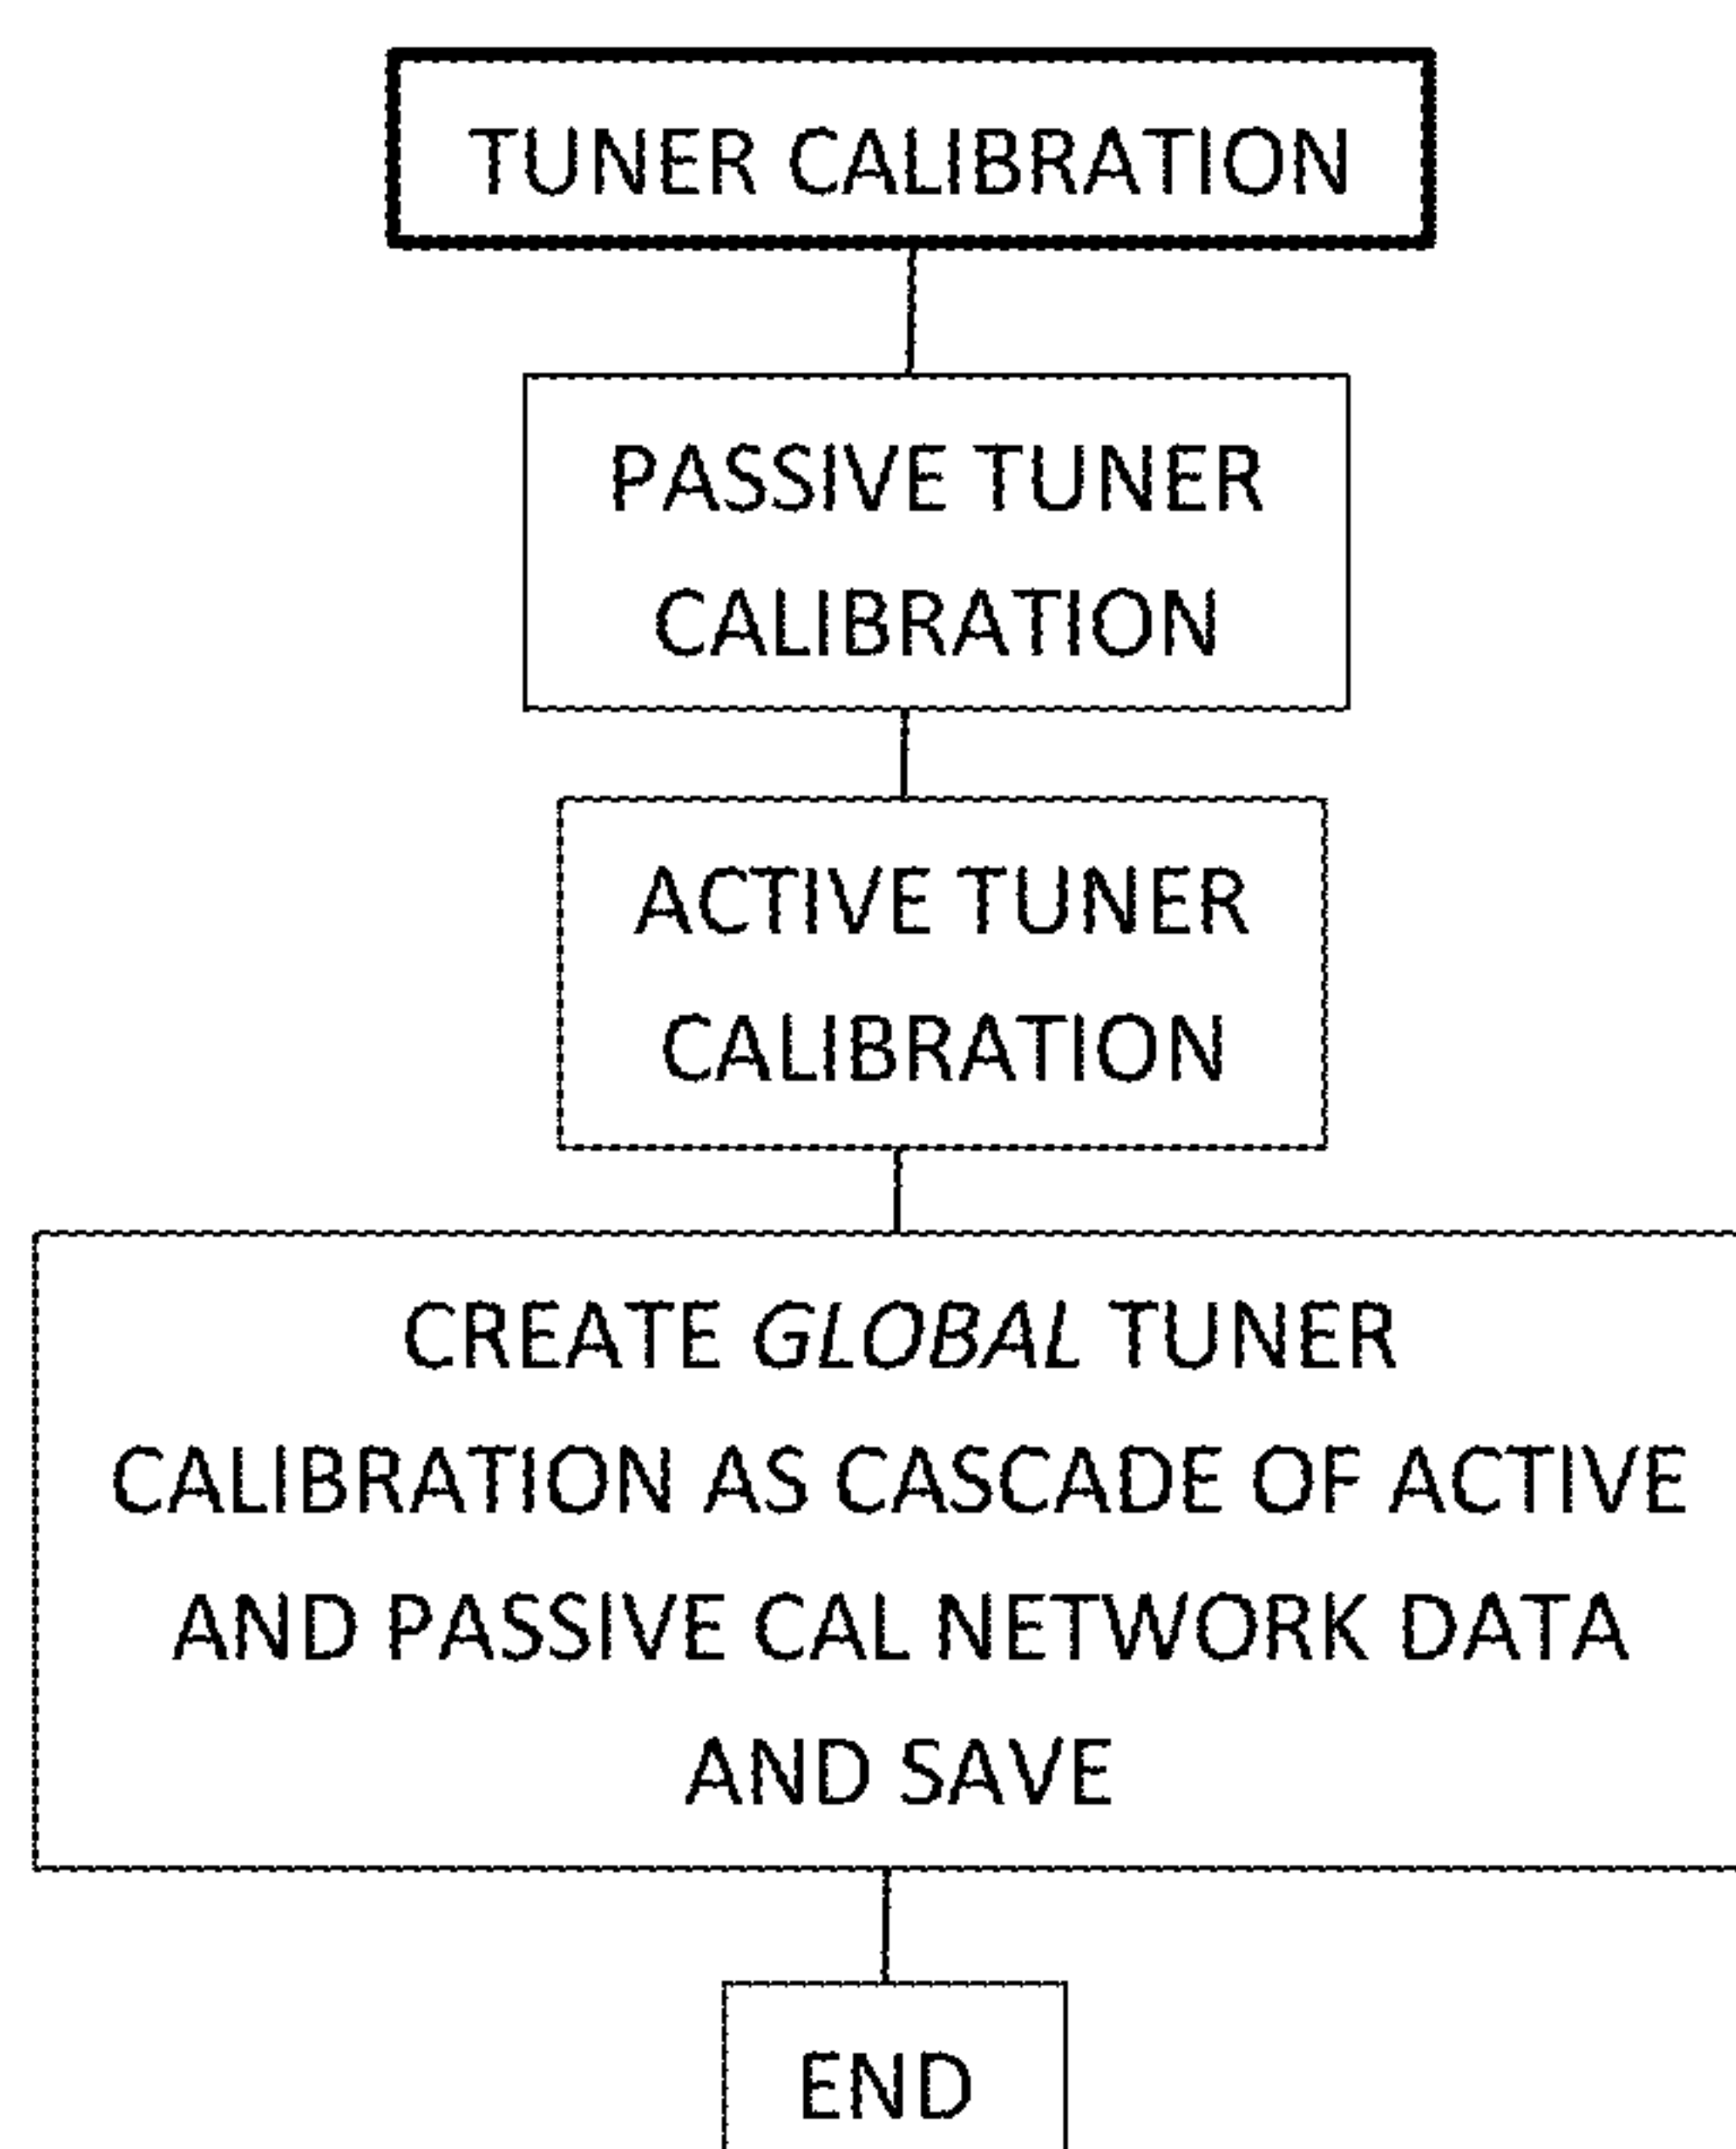 TUNER CALIBRATION
PASSIVE TUNER
CALIBRATION
ACTIVE TUNER
CALIBRATION
CREATE GLOBAL TUNER
CALIBRATION AS CASCADE OF ACTIVE
AND PASSIVE CAL NETWORK DATA
AND SAVE
END